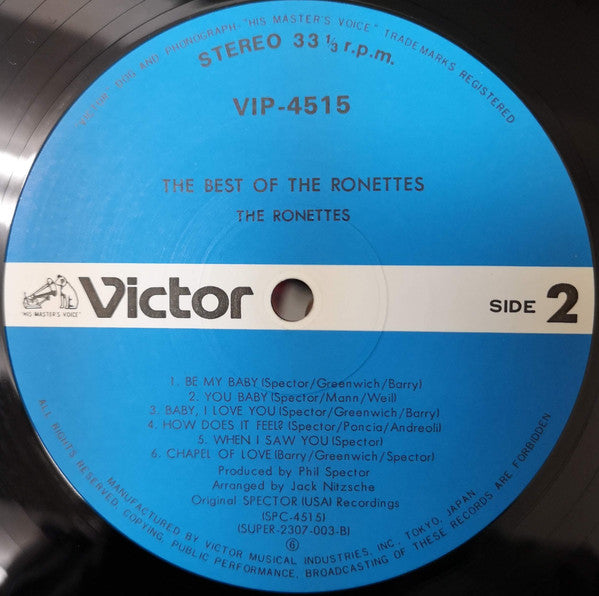 "VICTOR, DOG AND PHONOGRAPH-"HIS MASTER'S VOICE" TRADEMARKS REGISTERED
STEREO 33 1/3 r.p.m.
VIP-4515
THE BEST OF THE RONETTES
THE RONETTES
"HIS MASTER'S VOICE"
Victor
SIDE 2
1. BE MY BABY (Spector/Greenwich/Barry)
2. YOU BABY (Spector/Mann/Weil)
3. BABY, I LOVE YOU (Spector/Greenwich/Barry)
4. HOW DOES IT FEEL? (Spector/Poncia/Andreoli)
5. WHEN I SAW YOU (Spector)
6. CHAPEL OF LOVE (Barry/Greenwich/Spector)
Produced by Phil Spector
Arranged by Jack Nitzsche
Original SPECTOR (USA) Recordings
(SPC-4515)
(SUPER-2307-003-B)
⑥
MANUFACTURED BY VICTOR MUSICAL INDUSTRIES, INC., TOKYO, JAPAN
ALL RIGHTS RESERVED. COPYING, PUBLIC PERFORMANCE, BROADCASTING OF THESE RECORDS ARE FORBIDDEN